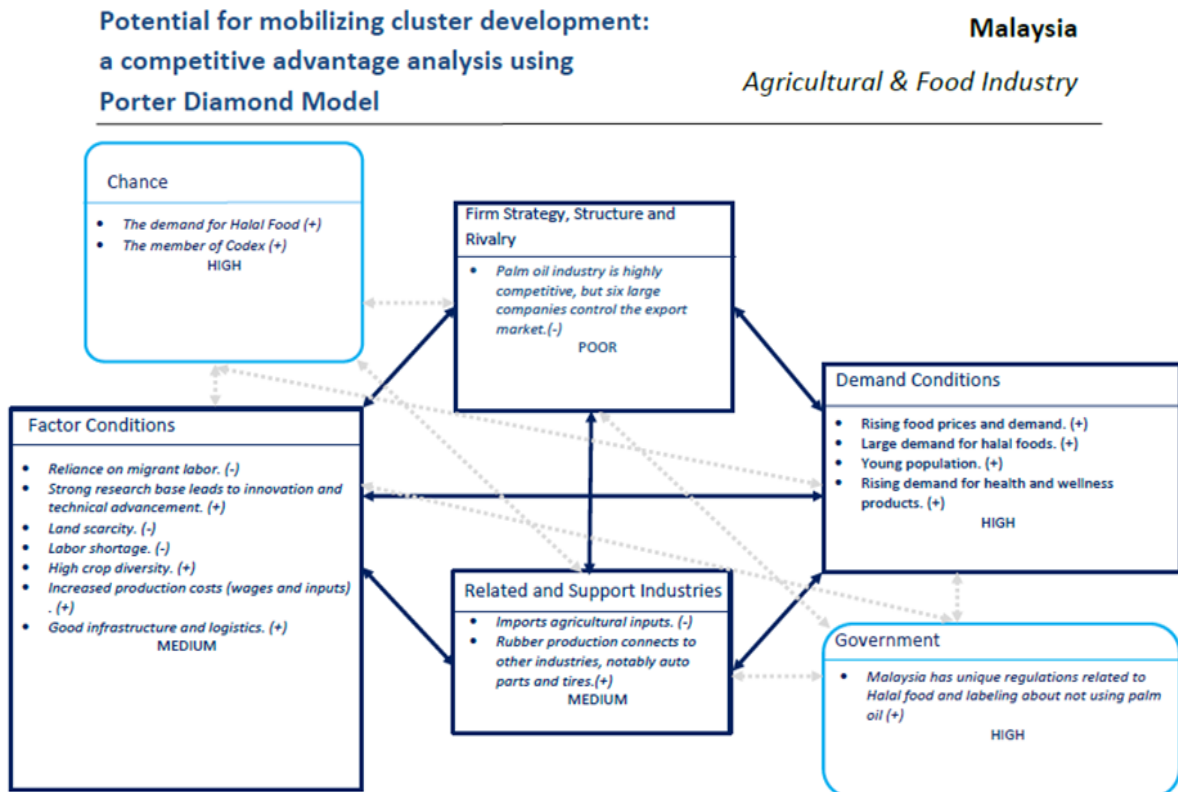 Potential for mobilizing cluster development:
a competitive advantage analysis using
Porter Diamond Model
Malaysia
Agricultural & Food Industry
Chance
• The demand for Halal Food (+)
• The member of Codex (+)
HIGH
Firm Strategy, Structure and
Rivalry
• Palm oil industry is highly
competitive, but six large
companies control the export
market.(-)
POOR
Demand Conditions
• Rising food prices and demand. (+)
• Large demand for halal foods. (+)
• Young population. (+)
• Rising demand for health and wellness
products. (+)
HIGH
Factor Conditions
• Reliance on migrant labor. (-)
• Strong research base leads to innovation and
technical advancement. (+)
• Land scarcity. (-)
• Labor shortage. (-)
• High crop diversity. (+)
• Increased production costs (wages and inputs)
. (+)
• Good infrastructure and logistics. (+)
MEDIUM
Related and Support Industries
• Imports agricultural inputs. (-)
• Rubber production connects to
other industries, notably auto
parts and tires.(+)
MEDIUM
Government
• Malaysia has unique regulations related to
Halal food and labeling about not using palm
oil (+)
HIGH